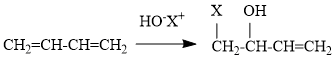 HO⁻X⁺
X OH
CH₂=CH-CH=CH₂
CH₂-CH-CH=CH₂